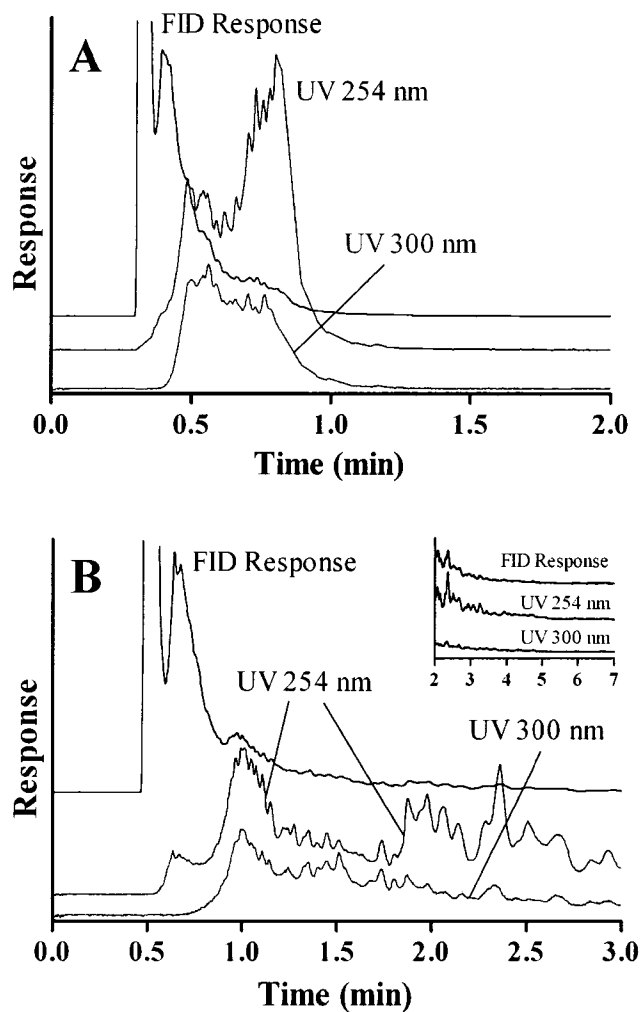 A
FID Response
UV 254 nm
UV 300 nm
Response
0.0 0.5 1.0 1.5 2.0
Time (min)
B
FID Response
UV 254 nm
UV 300 nm
FID Response
UV 254 nm
UV 300 nm
2 3 4 5 6 7
Response
0.0 0.5 1.0 1.5 2.0 2.5 3.0
Time (min)